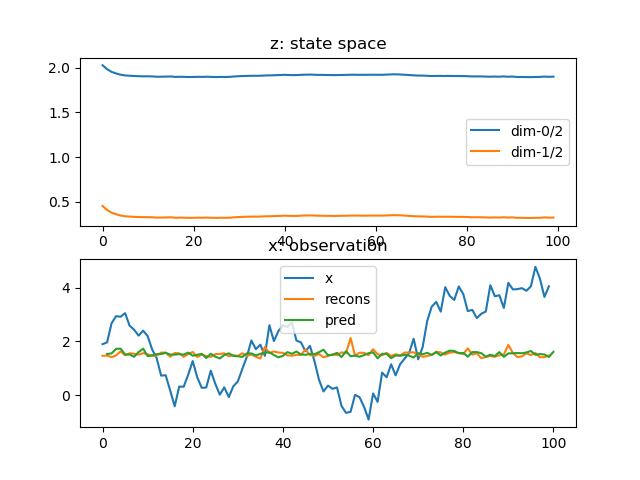 z: state space
2.0
1.5
1.0
0.5
dim-0/2
dim-1/2
0 20 40 60 80 100
x: observation
4
2
0
x
recons
pred
0 20 40 60 80 100